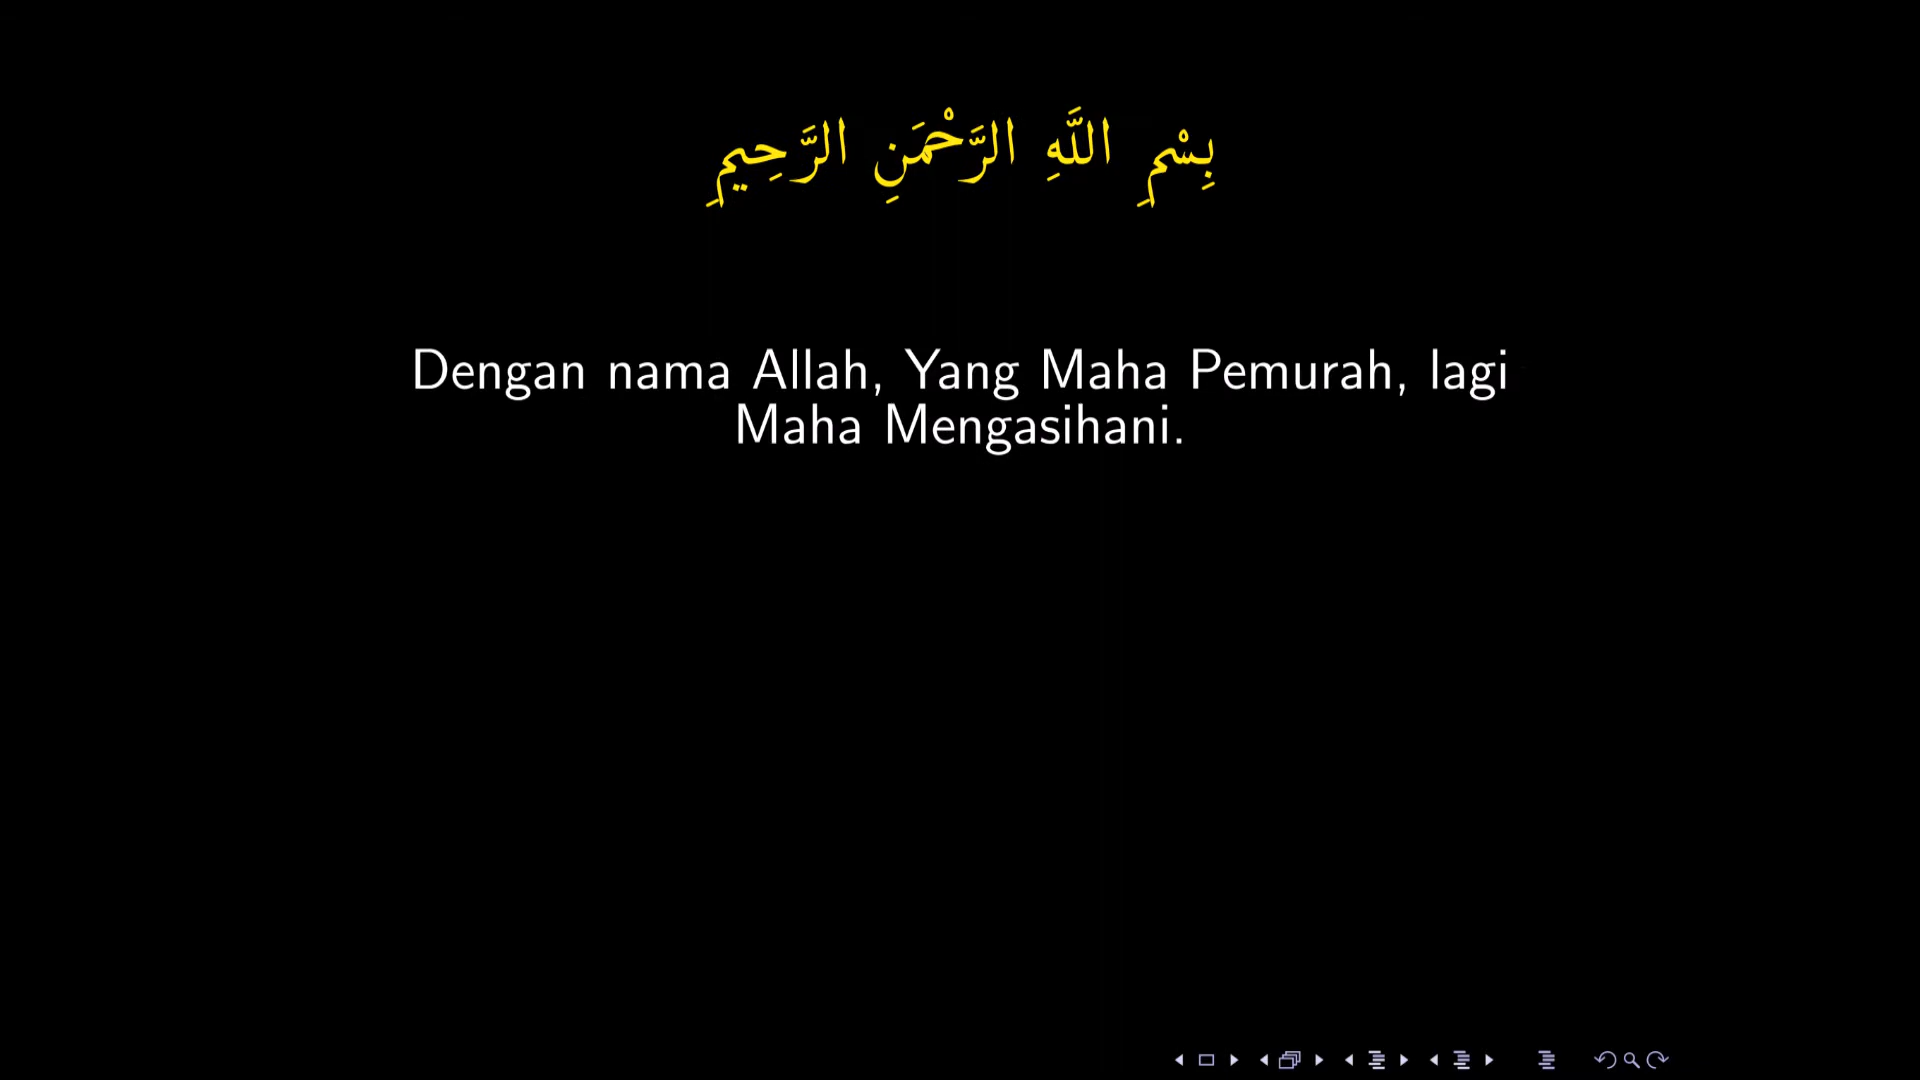 بِسْمِ اللَّهِ الرَّحْمَنِ الرَّحِيمِ
Dengan nama Allah, Yang Maha Pemurah, lagi
Maha Mengasihani.